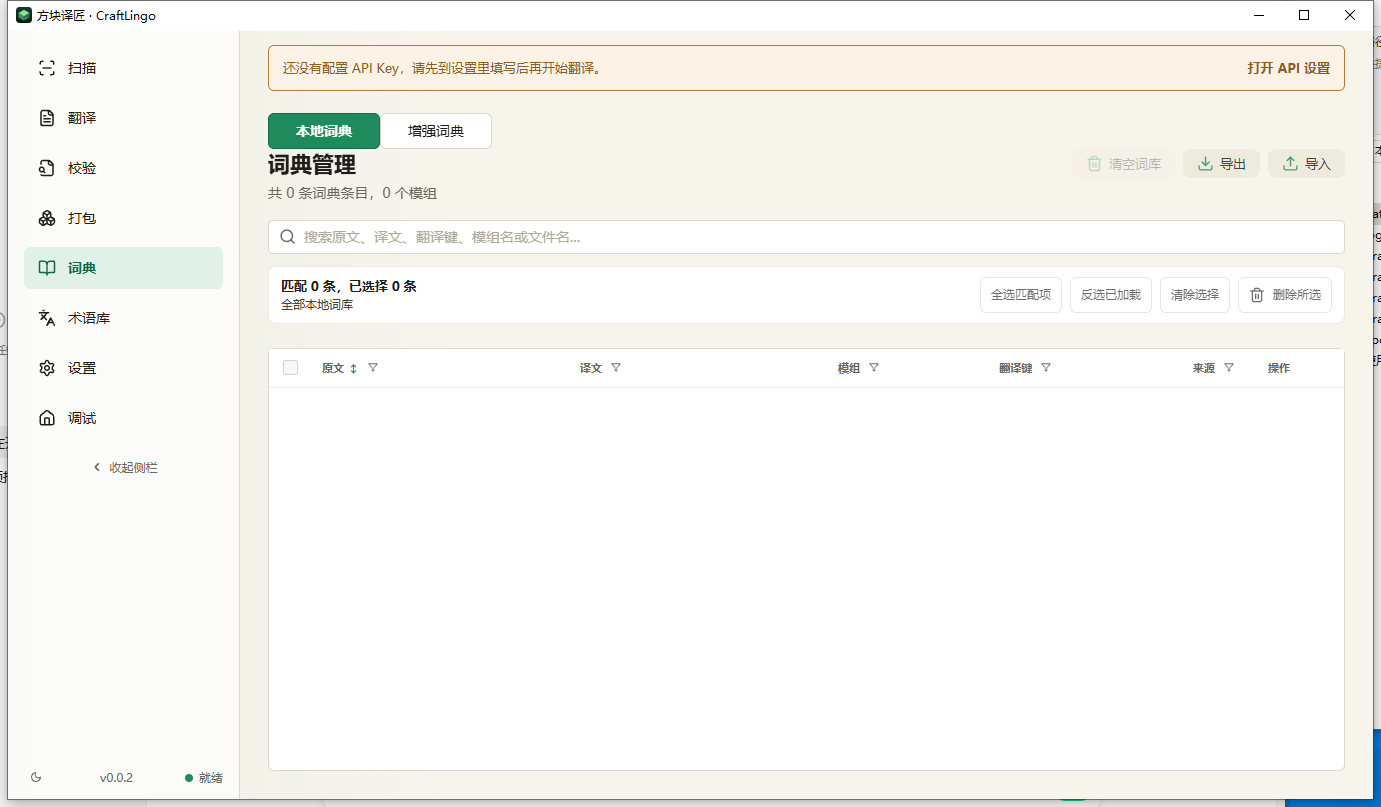 方块译匠 · CraftLingo
扫描
翻译
校验
打包
词典
术语库
设置
调试
收起侧栏
v0.0.2
就绪
还没有配置 API Key，请先到设置里填写后再开始翻译。
打开 API 设置
本地词典
增强词典
词典管理
共 0 条词典条目，0 个模组
清空词库
导出
导入
搜索原文、译文、翻译键、模组名或文件名...
匹配 0 条，已选择 0 条
全部本地词库
全选匹配项
反选已加载
清除选择
删除所选
原文
译文
模组
翻译键
来源
操作